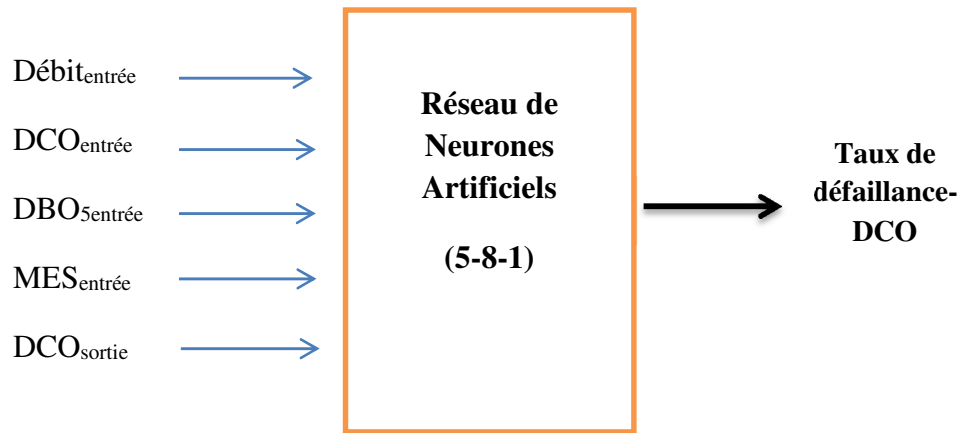 Débitentrée
DCOentrée
DBO5entrée
MESentrée
DCOsortie
Réseau de
Neurones
Artificiels
(5-8-1)
Taux de
défaillance-
DCO